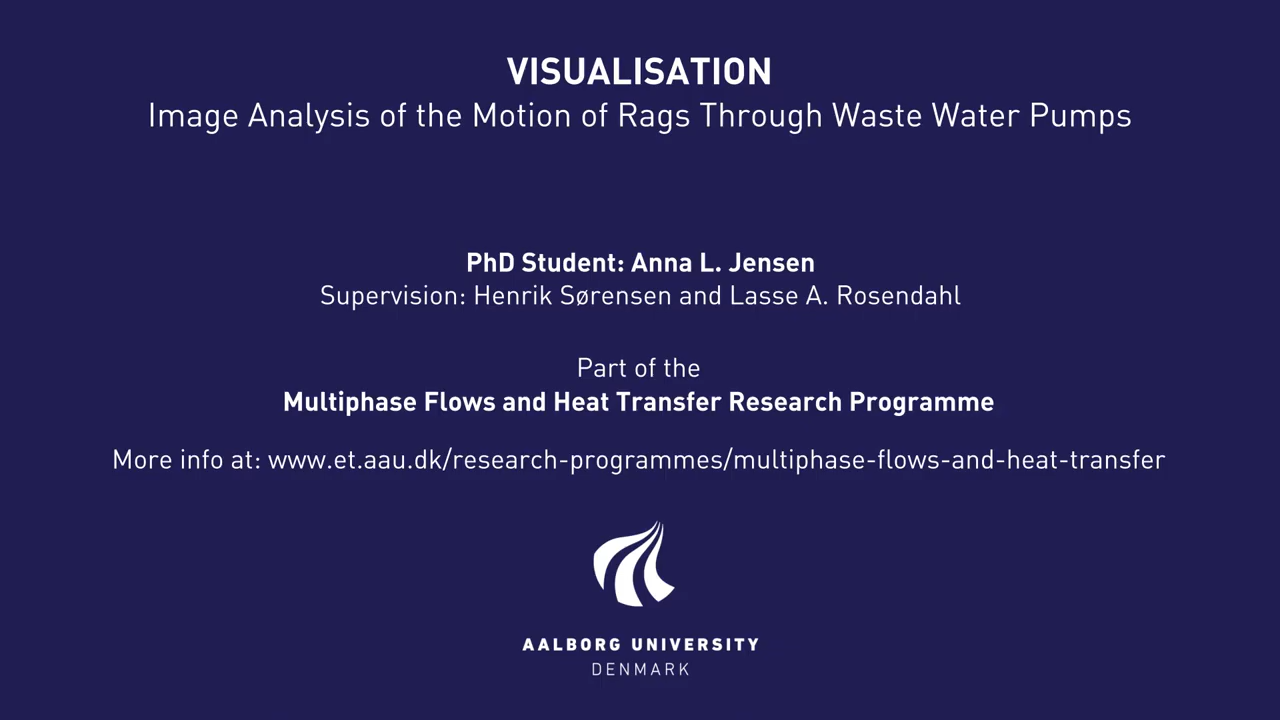 VISUALISATION
Image Analysis of the Motion of Rags Through Waste Water Pumps
PhD Student: Anna L. Jensen
Supervision: Henrik Sørensen and Lasse A. Rosendahl
Part of the
Multiphase Flows and Heat Transfer Research Programme
More info at: www.et.aau.dk/research-programmes/multiphase-flows-and-heat-transfer
AALBORG UNIVERSITY
DENMARK